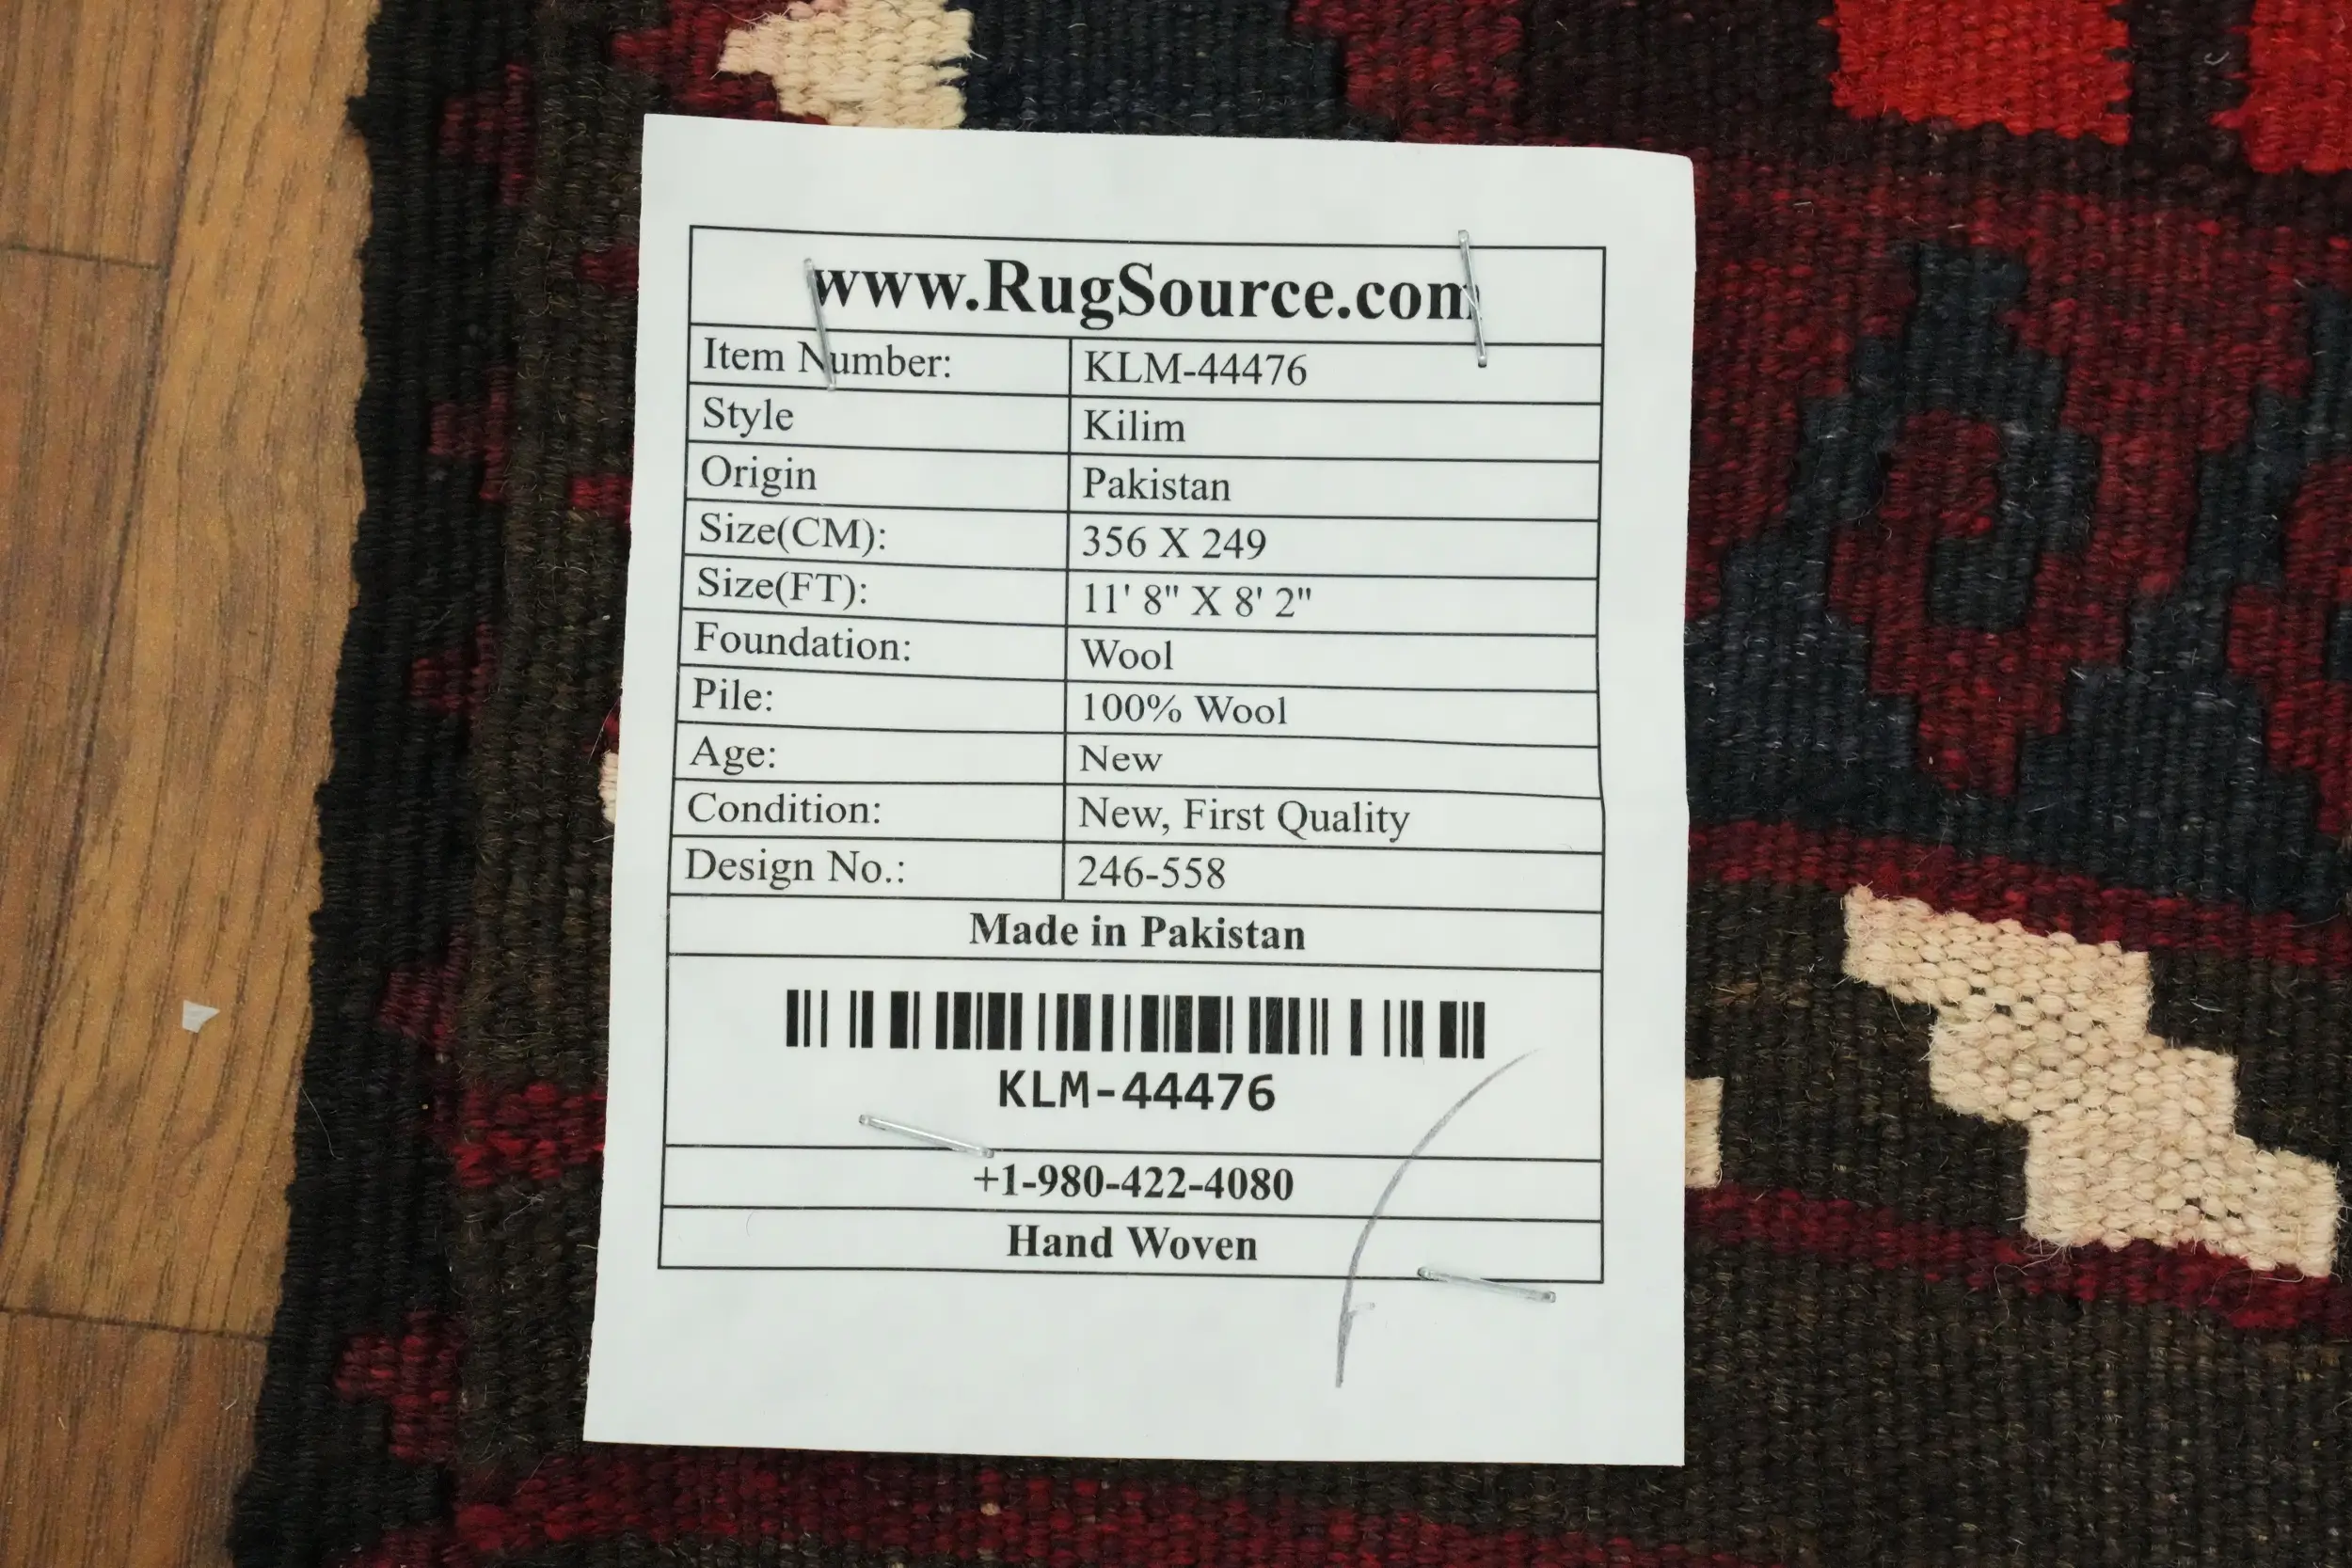 www.RugSource.com
Item Number: KLM-44476
Style Kilim
Origin Pakistan
Size(CM): 356 X 249
Size(FT): 11' 8" X 8' 2"
Foundation: Wool
Pile: 100% Wool
Age: New
Condition: New, First Quality
Design No.: 246-558
Made in Pakistan
KLM-44476
+1-980-422-4080
Hand Woven